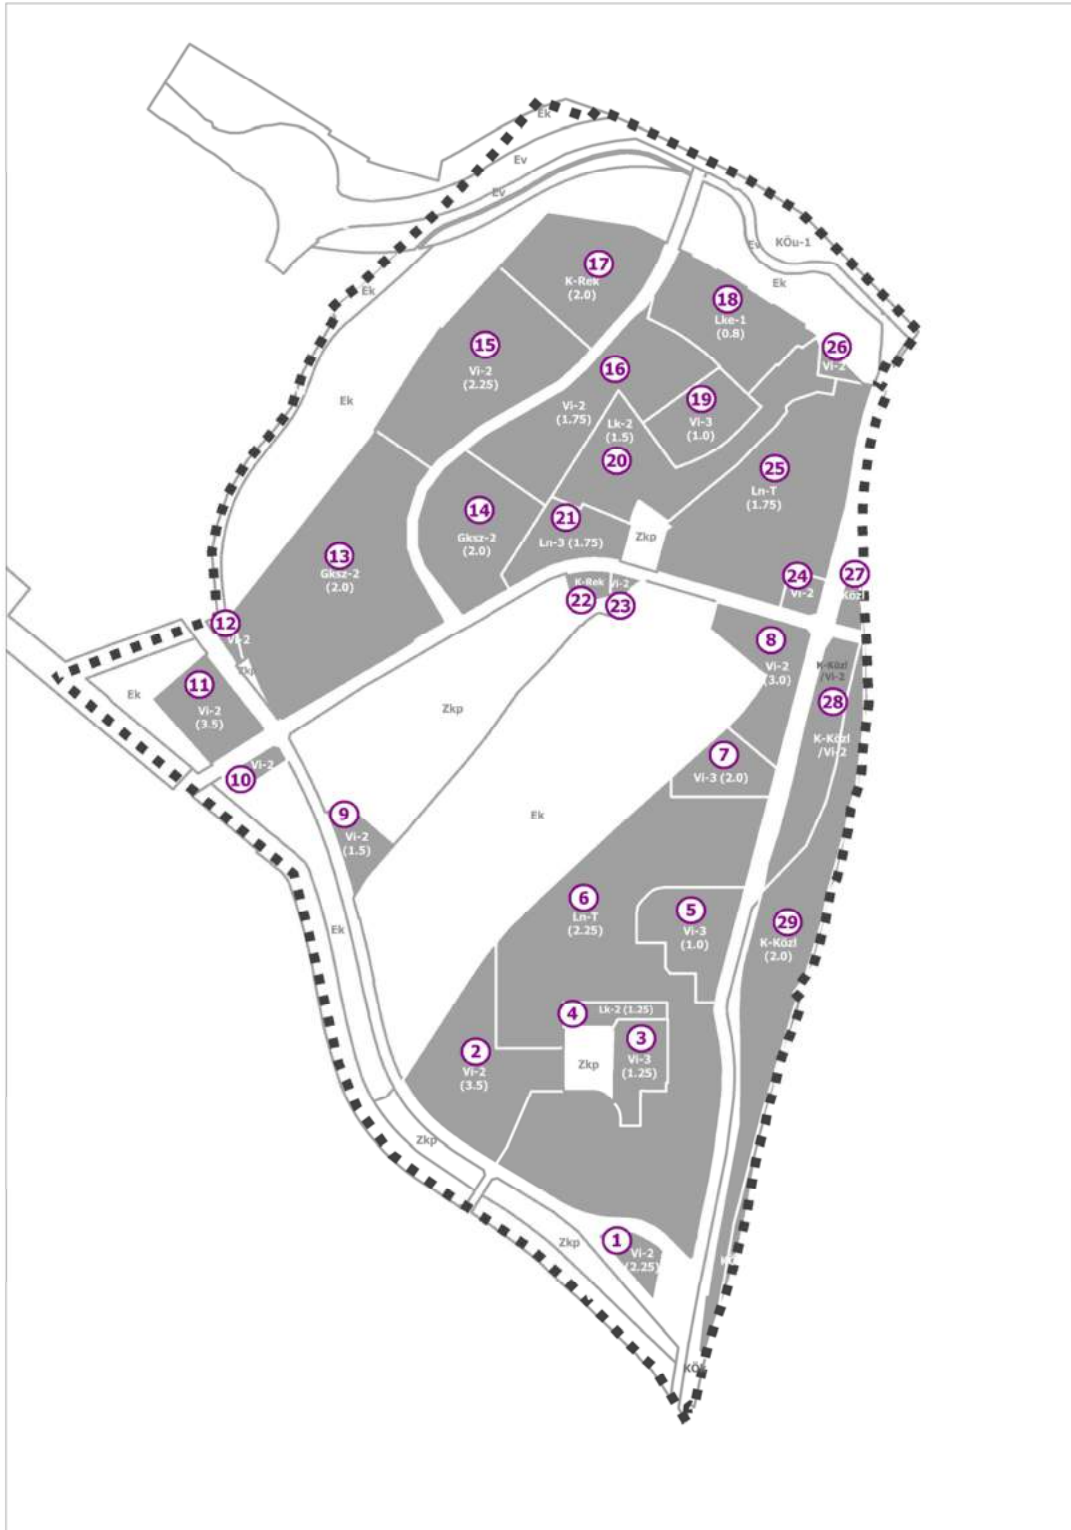 Ek
Ev
Ev
KÖu-1
Ev
Ek
Ek
17
K-Rek
(2.0)
18
Lke-1
(0.8)
15
Vi-2
(2.25)
26
Vi-2
16
Vi-2
(1.75)
19
Vi-3
(1.0)
Ek
Lk-2
(1.5)
20
25
Ln-T
(1.75)
14
Gksz-2
(2.0)
21
Ln-3 (1.75)
Zkp
13
Gksz-2
(2.0)
K-Rek
22
Vi-2
23
24
Vi-2
27
Közl
12
Vi-2
Zkp
8
Vi-2
(3.0)
K-Közl
/Vi-2
28
K-Közl
/Vi-2
11
Vi-2
(3.5)
Ek
Zkp
Vi-2
10
7
Vi-3 (2.0)
9
Vi-2
(1.5)
Ek
6
Ln-T
(2.25)
5
Vi-3
(1.0)
29
K-Közl
(2.0)
Ek
4
Lk-2 (1.25)
3
Vi-3
(1.25)
Zkp
2
Vi-2
(3.5)
Zkp
1
Vi-2
(2.25)
Zkp